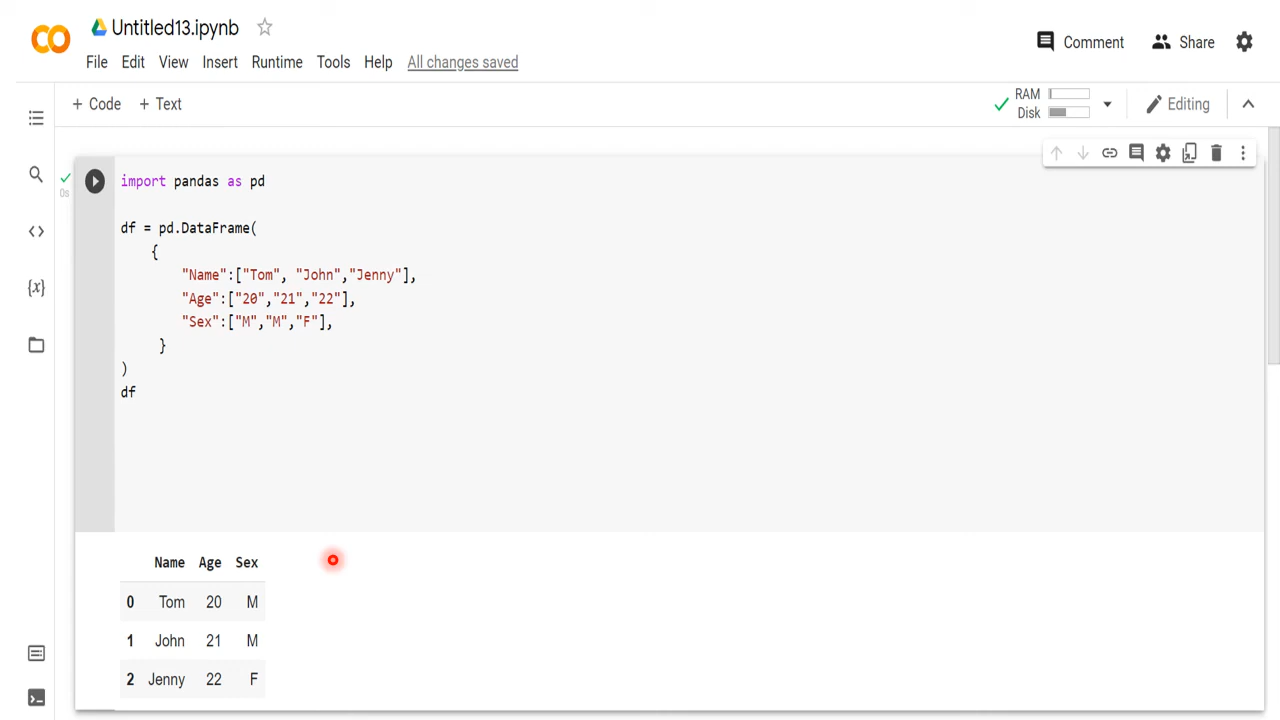 Untitled13.ipynb
File Edit View Insert Runtime Tools Help All changes saved
Comment Share
+ Code + Text
RAM
Disk
Editing
0s
import pandas as pd
df = pd.DataFrame(
{
"Name":["Tom", "John","Jenny"],
"Age":["20","21","22"],
"Sex":["M","M","F"],
}
)
df
Name Age Sex
0 Tom 20 M
1 John 21 M
2 Jenny 22 F